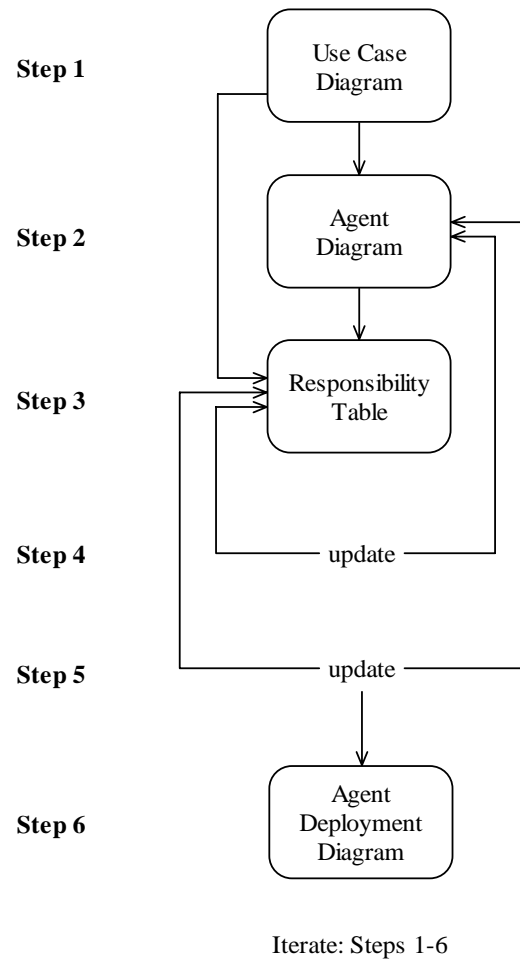 Step 1
Use Case
Diagram
Step 2
Agent
Diagram
Step 3
Responsibility
Table
Step 4
update
Step 5
update
Step 6
Agent
Deployment
Diagram
Iterate: Steps 1-6